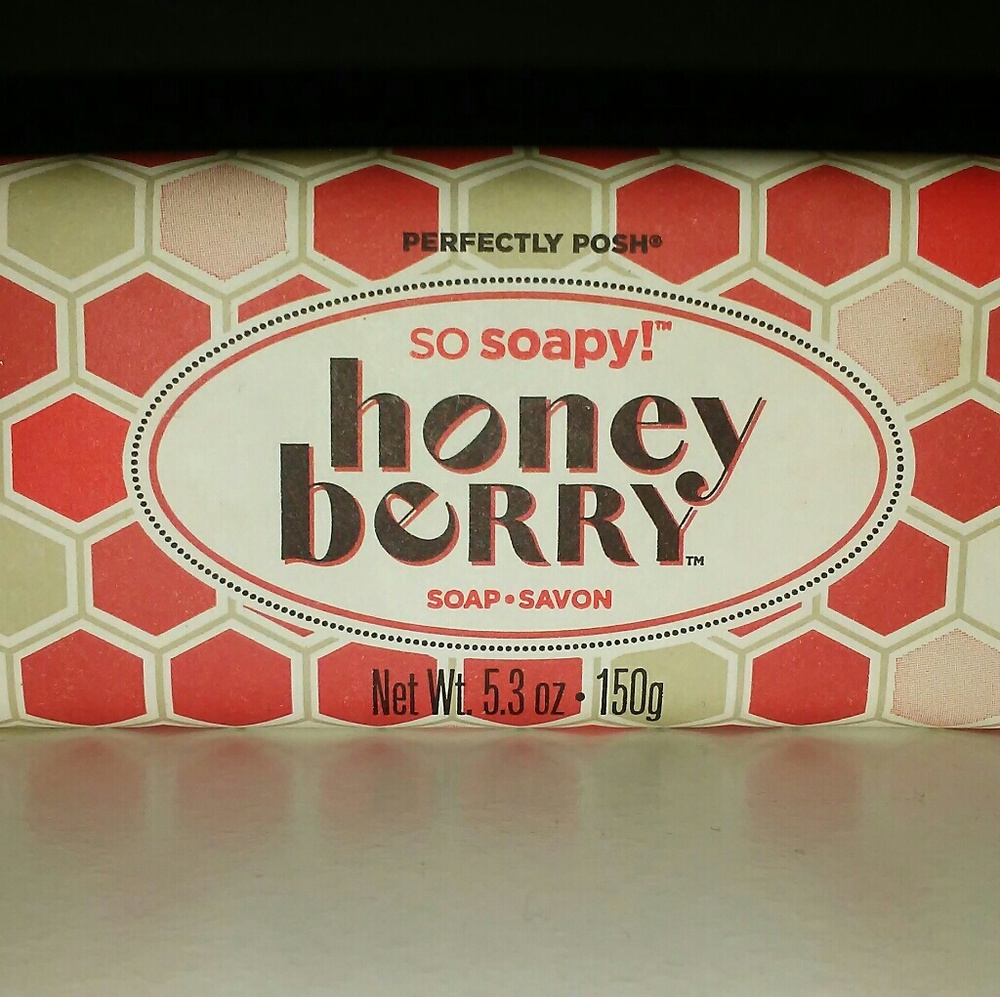 PERFECTLY POSH®
so soapy!™
honey
berry™
SOAP • SAVON
Net Wt. 5.3 oz • 150g